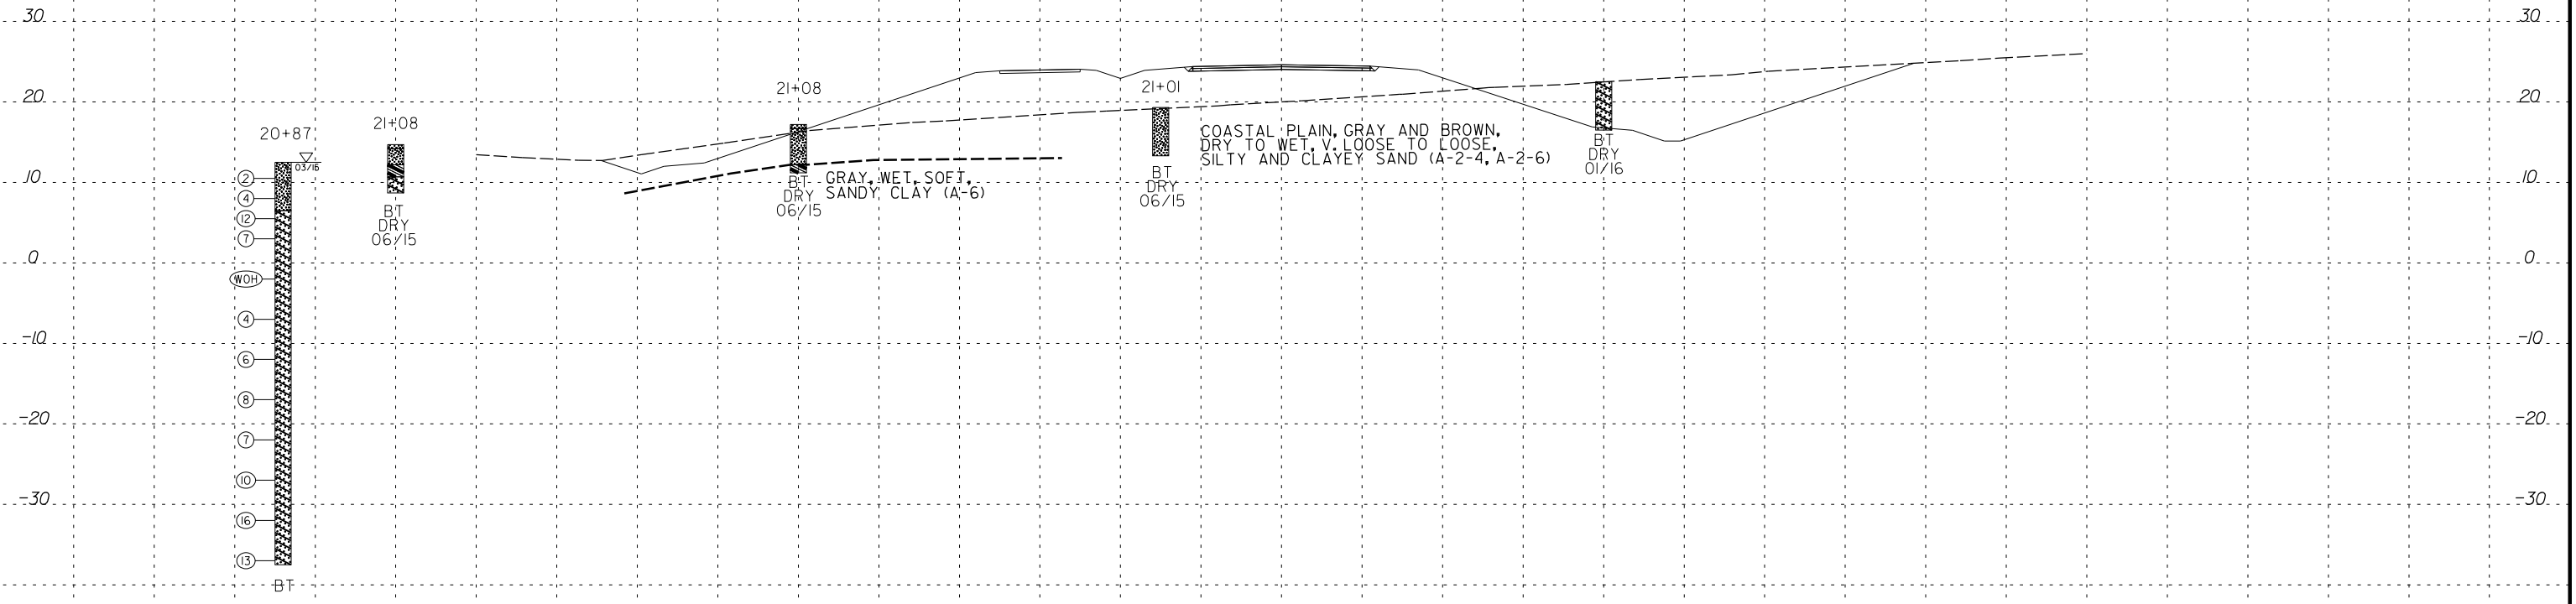 30 30
21+08 21+01
20 20
20+87 21+08
COASTAL PLAIN, GRAY AND BROWN,
DRY TO WET, V. LOOSE TO LOOSE,
SILTY AND CLAYEY SAND (A-2-4, A-2-6)
BT
DRY
01/16
03/15
10 10
2
4
12
7
BT
DRY
06/15
BT
DRY
06/15
GRAY, WET, SOFT,
SANDY CLAY (A-6)
BT
DRY
06/15
0 0
WOH
4
-10 -10
6
8
-20 -20
7
10
-30 -30
16
13
BT